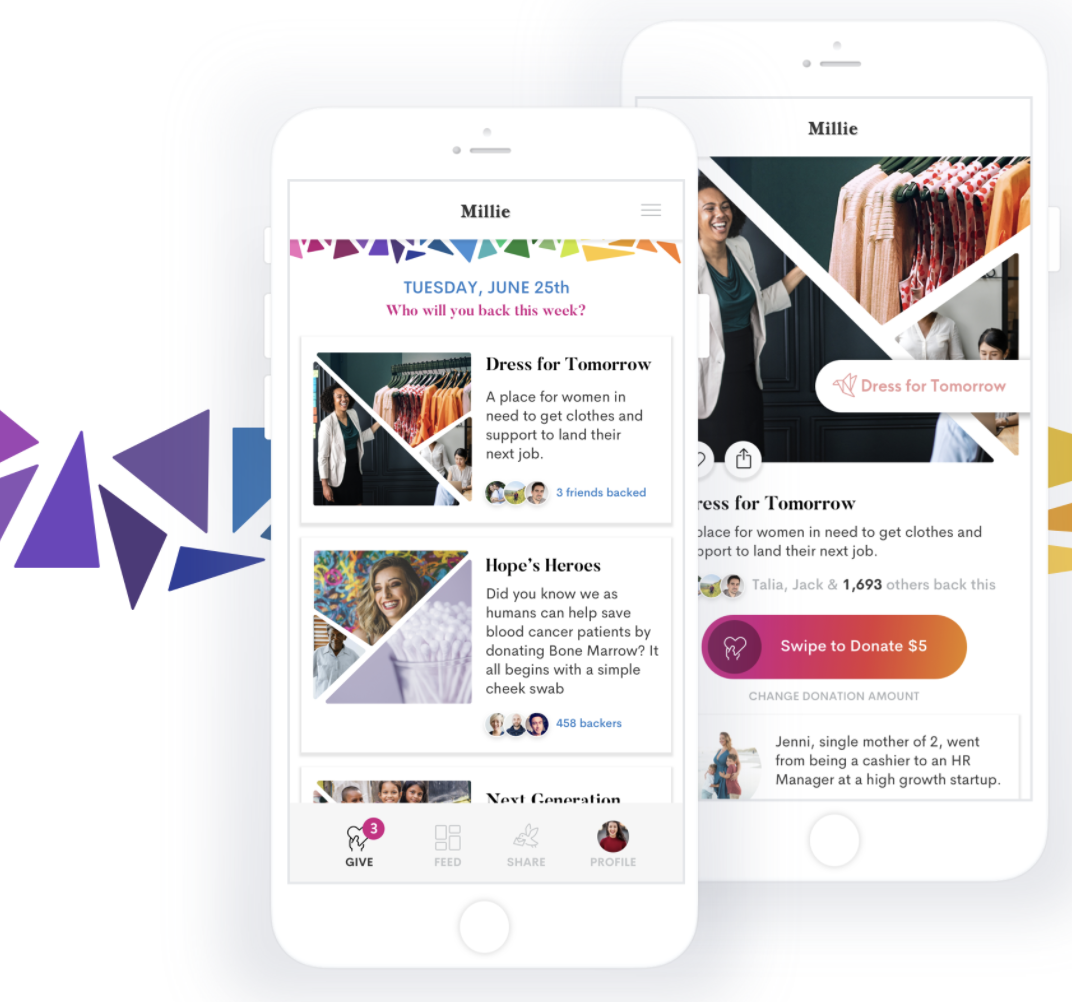 Millie
TUESDAY, JUNE 25th
Who will you back this week?
Dress for Tomorrow
A place for women in
need to get clothes and
support to land their
next job.
3 friends backed
Hope's Heroes
Did you know we as
humans can help save
blood cancer patients by
donating Bone Marrow? It
all begins with a simple
cheek swab
458 backers
Next Generation
3
GIVE
FEED
SHARE
PROFILE
Millie
Dress for Tomorrow
ress for Tomorrow
place for women in need to get clothes and
pport to land their next job.
Talia, Jack & 1,693 others back this
Swipe to Donate $5
CHANGE DONATION AMOUNT
Jenni, single mother of 2, went
from being a cashier to an HR
Manager at a high growth startup.